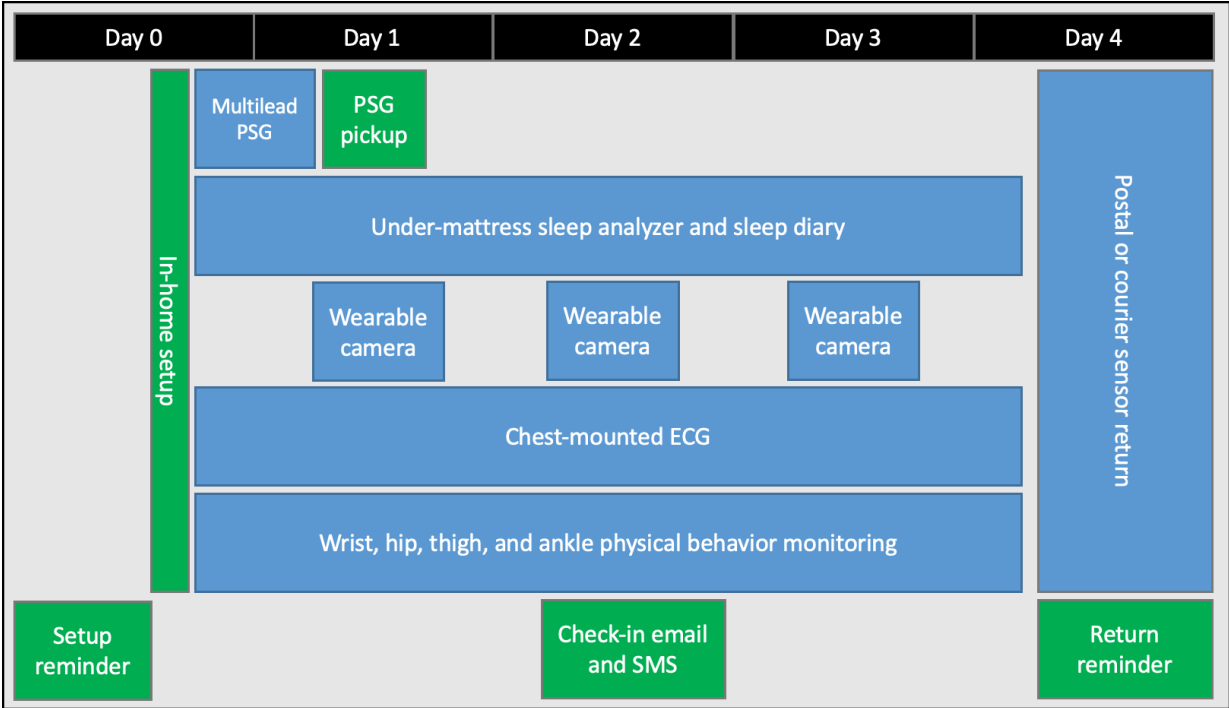 Day 0
Day 1
Day 2
Day 3
Day 4
In-home setup
Multilead
PSG
PSG
pickup
Under-mattress sleep analyzer and sleep diary
Wearable
camera
Wearable
camera
Wearable
camera
Chest-mounted ECG
Wrist, hip, thigh, and ankle physical behavior monitoring
Postal or courier sensor return
Setup
reminder
Check-in email
and SMS
Return
reminder